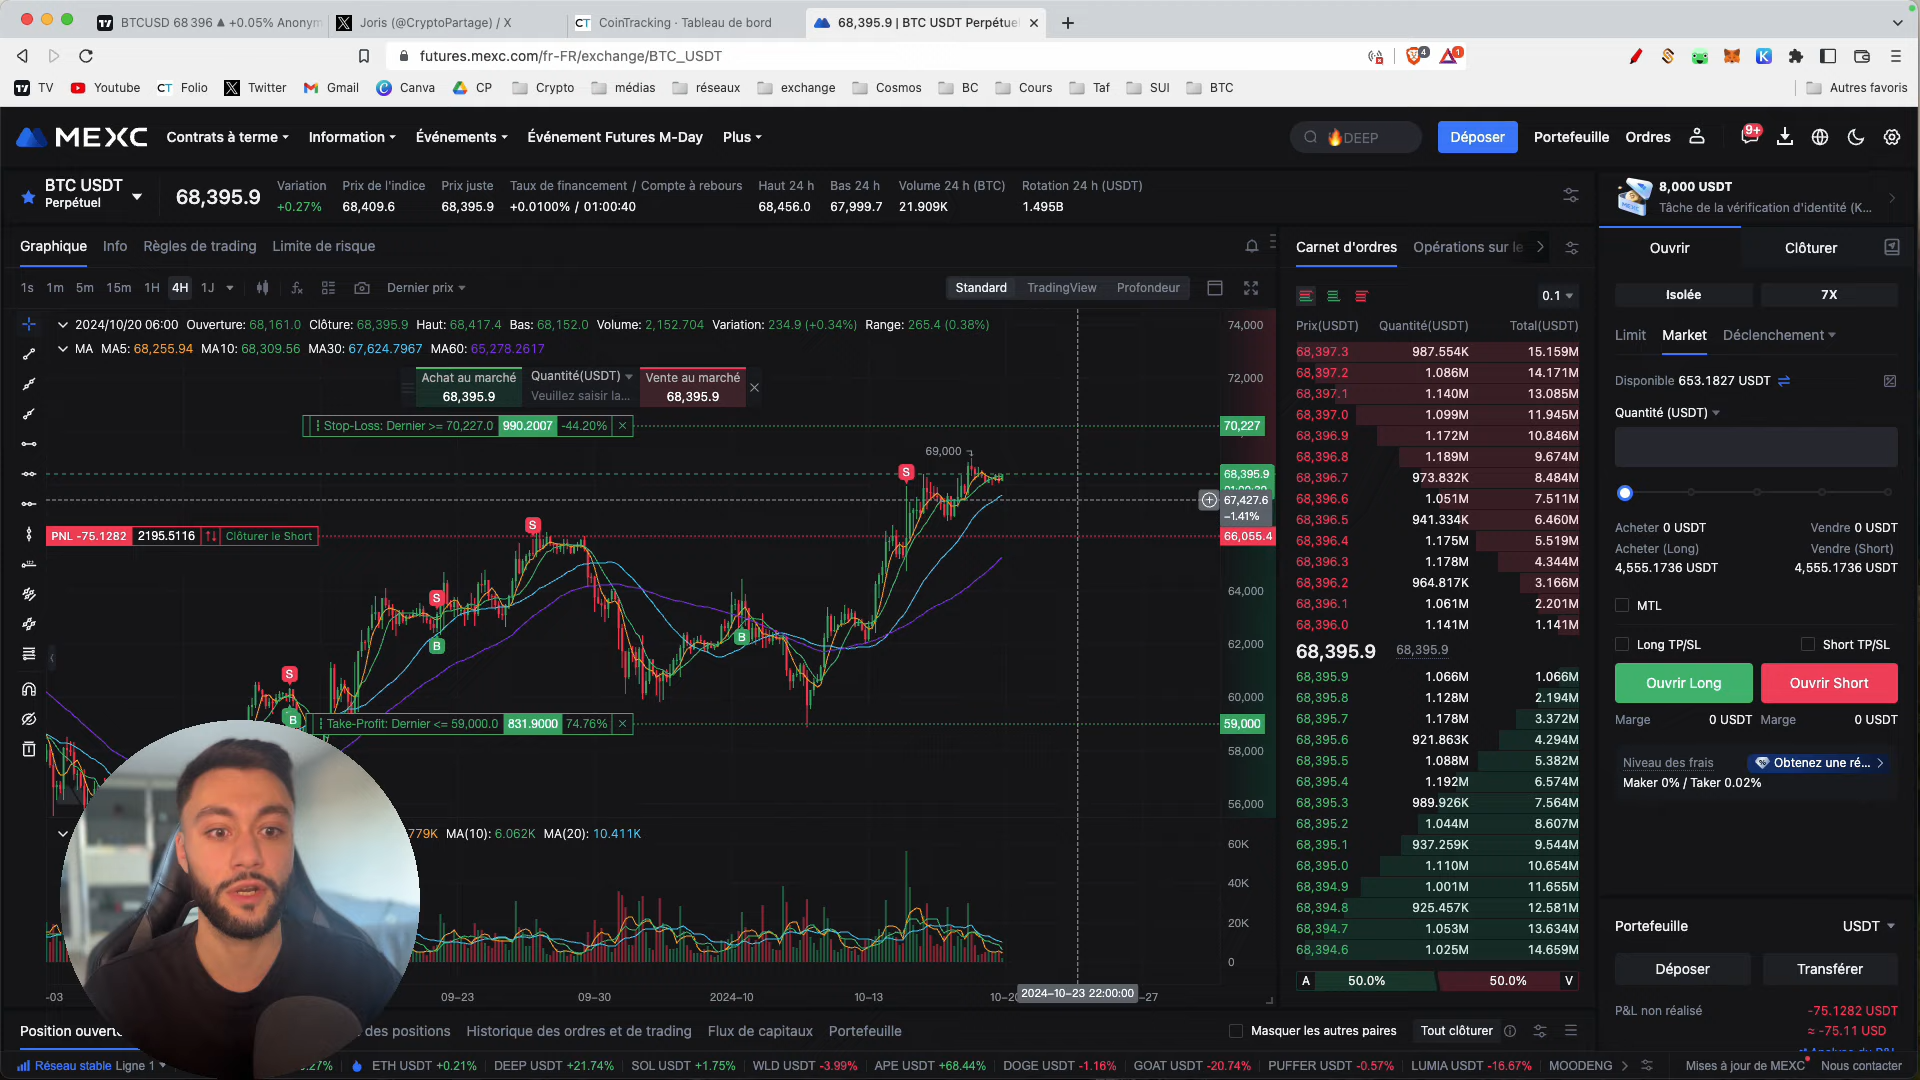 BTCUSD 68 396 ▲ +0.05% Anonym
Joris (@CryptoPartage) / X
CoinTracking · Tableau de bord
68,395.9 | BTC USDT Perpétue
futures.mexc.com/fr-FR/exchange/BTC_USDT
4
1
TV
Youtube
CT Folio
Twitter
Gmail
Canva
CP
Crypto
médias
réseaux
exchange
Cosmos
BC
Cours
Taf
SUI
BTC
Autres favoris
MEXC
Contrats à terme
Information
Événements
Événement Futures M-Day
Plus
DEEP
Déposer
Portefeuille
Ordres
9+
BTC USDT
Perpétuel
68,395.9
Variation
+0.27%
Prix de l'indice
68,409.6
Prix juste
68,395.9
Taux de financement / Compte à rebours
+0.0100% / 01:00:40
Haut 24 h
68,456.0
Bas 24 h
67,999.7
Volume 24 h (BTC)
21.909K
Rotation 24 h (USDT)
1.495B
8,000 USDT
Tâche de la vérification d'identité (K...
Graphique
Info
Règles de trading
Limite de risque
1s 1m 5m 15m 1H 4H 1J
Dernier prix
Standard
TradingView
Profondeur
2024/10/20 06:00 Ouverture: 68,161.0 Clôture: 68,395.9 Haut: 68,417.4 Bas: 68,152.0 Volume: 2,152.704 Variation: 234.9 (+0.34%) Range: 265.4 (0.38%)
MA MA5: 68,255.94 MA10: 68,309.56 MA30: 67,624.7967 MA60: 65,278.2617
Achat au marché
68,395.9
Quantité(USDT)
Veuillez saisir la...
Vente au marché
68,395.9
Stop-Loss: Dernier >= 70,227.0 990.2007 -44.20%
69,000
S
S
S
S
B
B
B
PNL -75.1282 2195.5116 Clôturer le Short
Take-Profit: Dernier <= 59,000.0 831.9000 74.76%
74,000
72,000
70,227
68,395.9
67,427.6
-1.41%
66,055.4
64,000
62,000
60,000
59,000
58,000
56,000
779K MA(10): 6.062K MA(20): 10.411K
60K
40K
20K
0
-03
09-23
09-30
2024-10
10-13
10-20
2024-10-23 22:00:00
-27
Carnet d'ordres
Opérations sur le
0.1
Prix(USDT) Quantité(USDT) Total(USDT)
68,397.3 987.554K 15.159M
68,397.2 1.086M 14.171M
68,397.1 1.140M 13.085M
68,397.0 1.099M 11.945M
68,396.9 1.172M 10.846M
68,396.8 1.189M 9.674M
68,396.7 973.832K 8.484M
68,396.6 1.051M 7.511M
68,396.5 941.334K 6.460M
68,396.4 1.175M 5.519M
68,396.3 1.178M 4.344M
68,396.2 964.817K 3.166M
68,396.1 1.061M 2.201M
68,396.0 1.141M 1.141M
68,395.9 68,395.9
68,395.9 1.066M 1.066M
68,395.8 1.128M 2.194M
68,395.7 1.178M 3.372M
68,395.6 921.863K 4.294M
68,395.5 1.088M 5.382M
68,395.4 1.192M 6.574M
68,395.3 989.926K 7.564M
68,395.2 1.044M 8.607M
68,395.1 937.259K 9.544M
68,395.0 1.110M 10.654M
68,394.9 1.001M 11.655M
68,394.8 925.457K 12.581M
68,394.7 1.053M 13.634M
68,394.6 1.025M 14.659M
A 50.0% 50.0% V
Ouvrir
Clôturer
Isolée
7X
Limit
Market
Déclenchement
Disponible 653.1827 USDT
Quantité (USDT)
Acheter 0 USDT
Vendre 0 USDT
Acheter (Long)
Vendre (Short)
4,555.1736 USDT
4,555.1736 USDT
MTL
Long TP/SL
Short TP/SL
Ouvrir Long
Ouvrir Short
Marge 0 USDT
Marge 0 USDT
Niveau des frais
Obtenez une ré...
Maker 0% / Taker 0.02%
Portefeuille
USDT
Déposer
Transférer
P&L non réalisé
-75.1282 USDT
≈ -75.11 USD
Position ouverte
des positions
Historique des ordres et de trading
Flux de capitaux
Portefeuille
Masquer les autres paires
Tout clôturer
Réseau stable Ligne 1
0.27%
ETH USDT +0.21%
DEEP USDT +21.74%
SOL USDT +1.75%
WLD USDT -3.99%
APE USDT +68.44%
DOGE USDT -1.16%
GOAT USDT -20.74%
PUFFER USDT -0.57%
LUMIA USDT -16.67%
MOODENG
Mises à jour de MEXC
Nous contacter